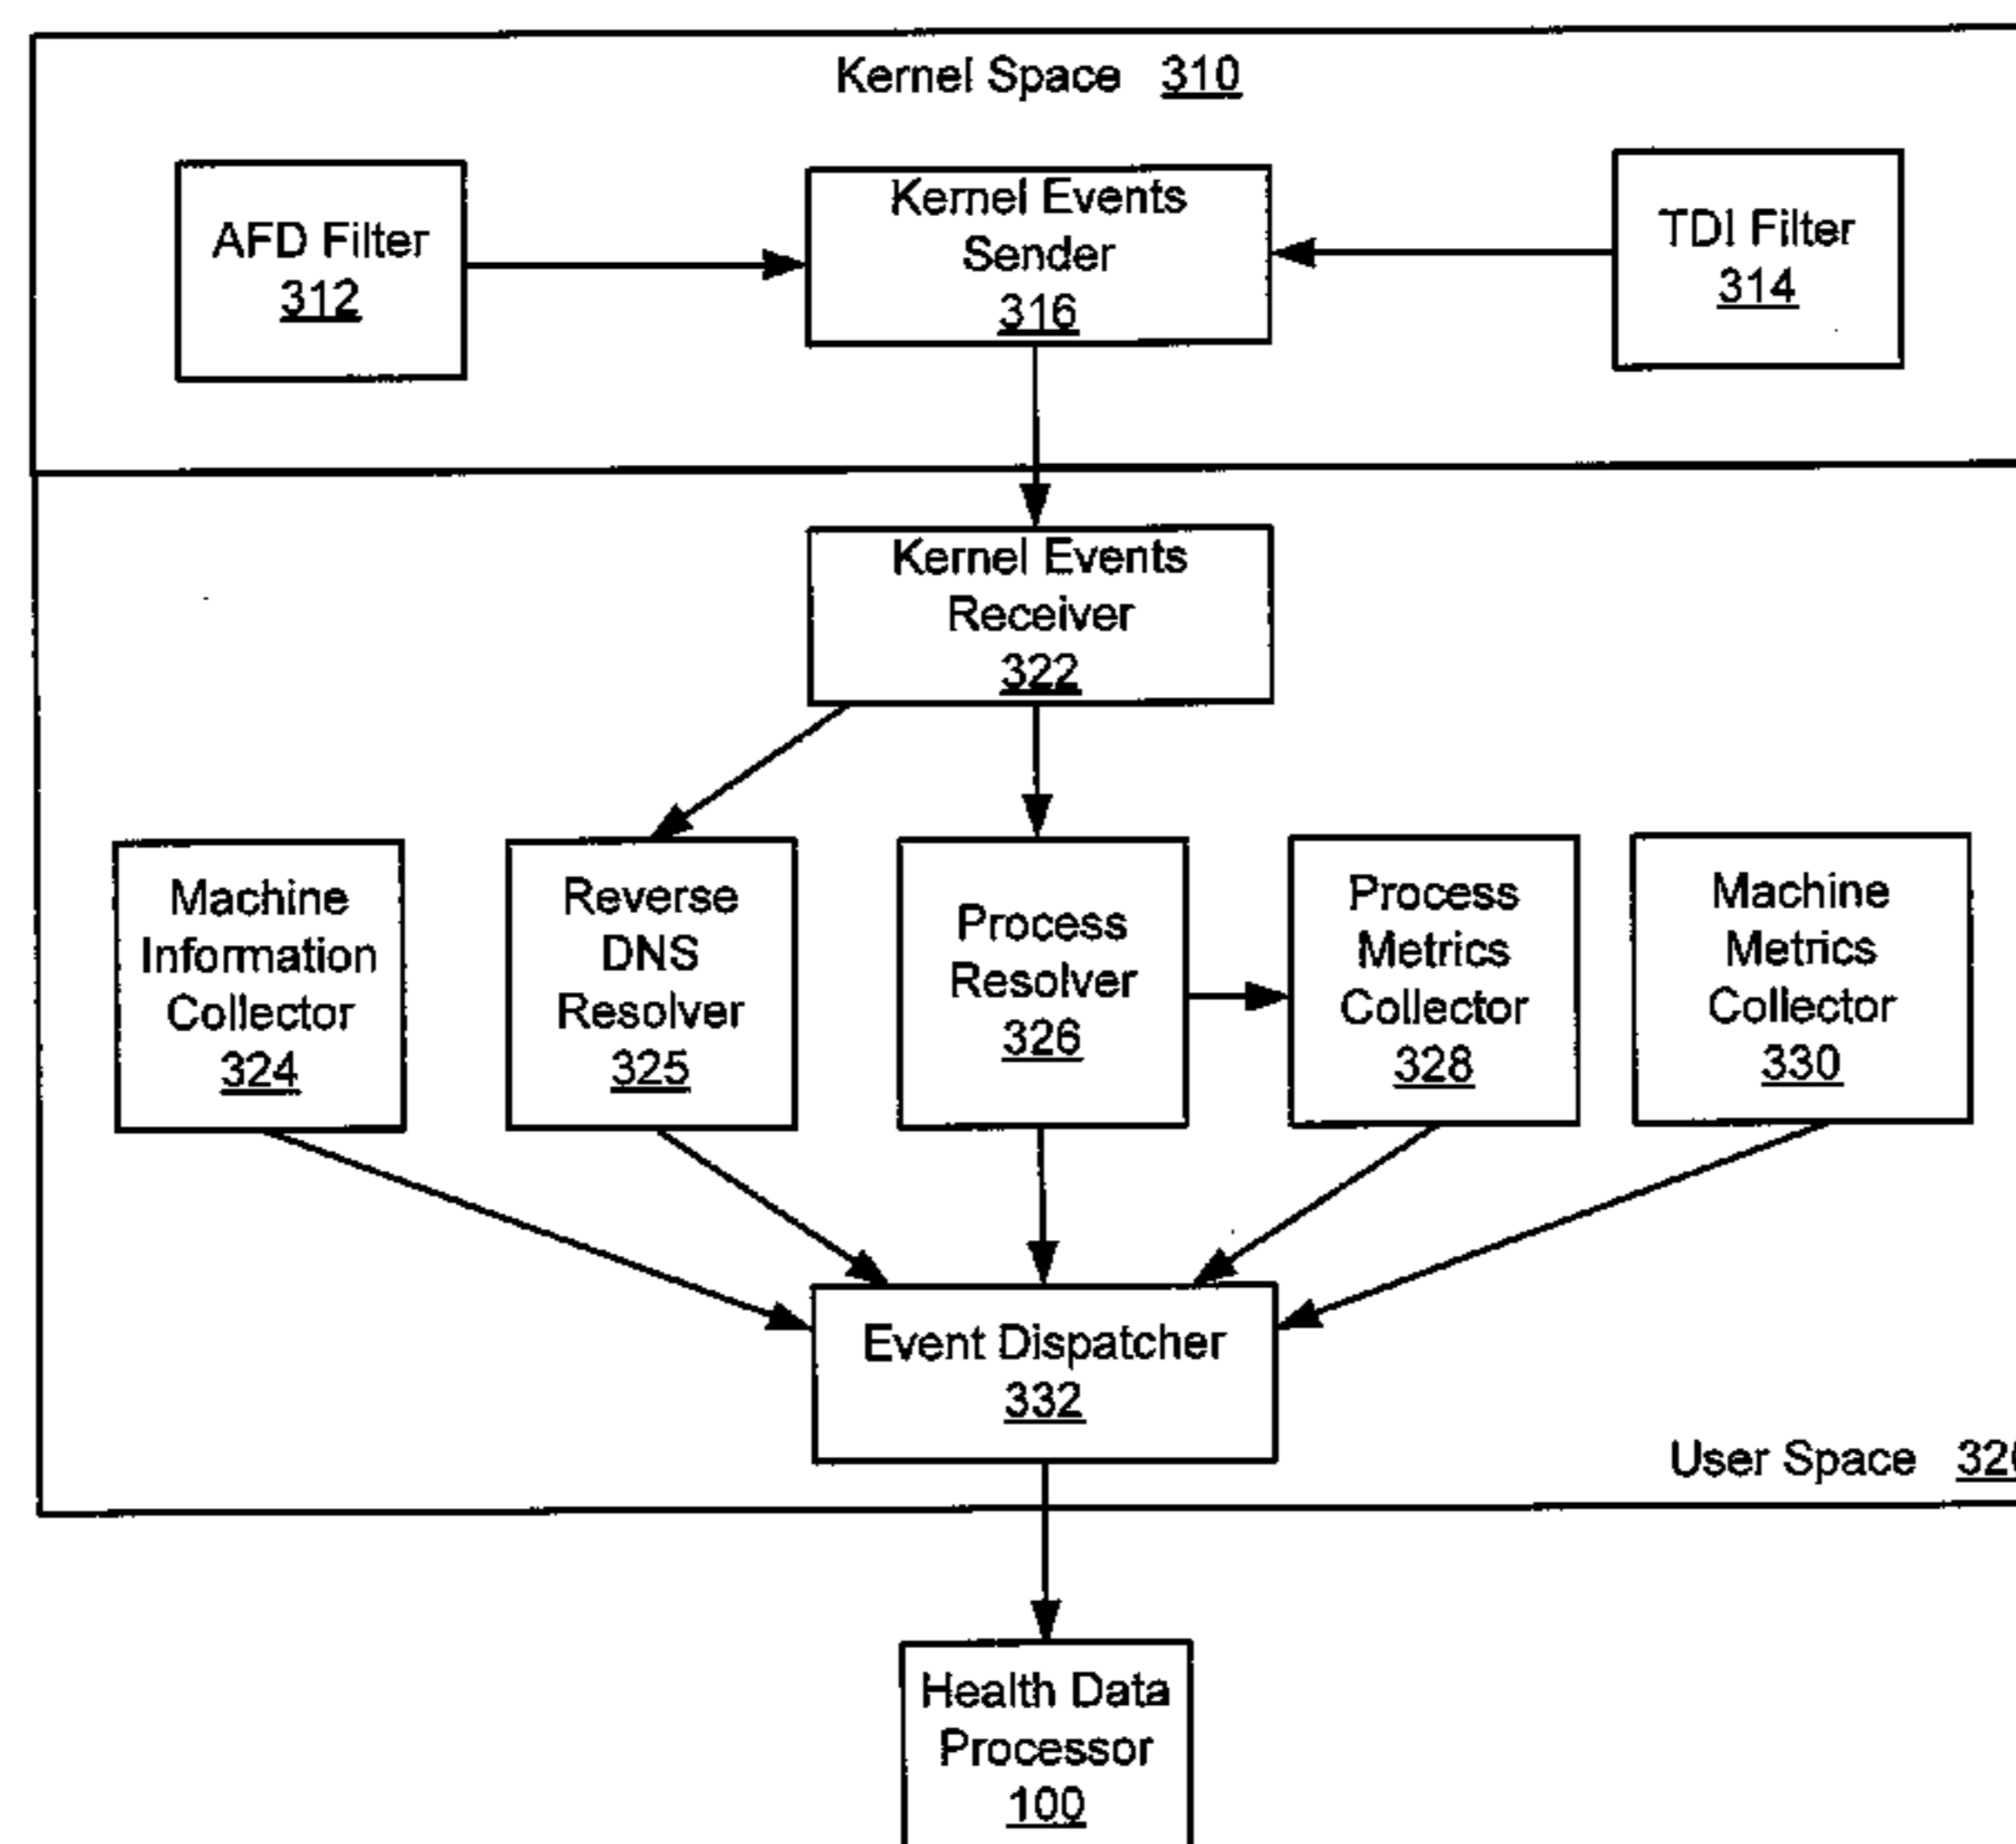 Kernel Space 310
AFD Filter
312
Kernel Events
Sender
316
TDI Filter
314
Kernel Events
Receiver
322
Machine
Information
Collector
324
Reverse
DNS
Resolver
325
Process
Resolver
326
Process
Metrics
Collector
328
Machine
Metrics
Collector
330
Event Dispatcher
332
User Space 320
Health Data
Processor
100